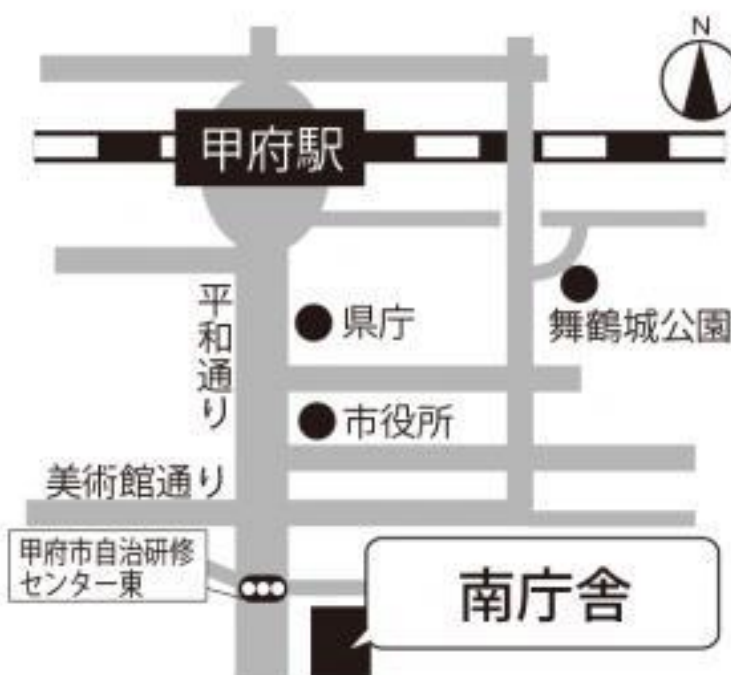 N
甲府駅
平和通り
県庁
舞鶴城公園
市役所
美術館通り
甲府市自治研修
センター東
南庁舎